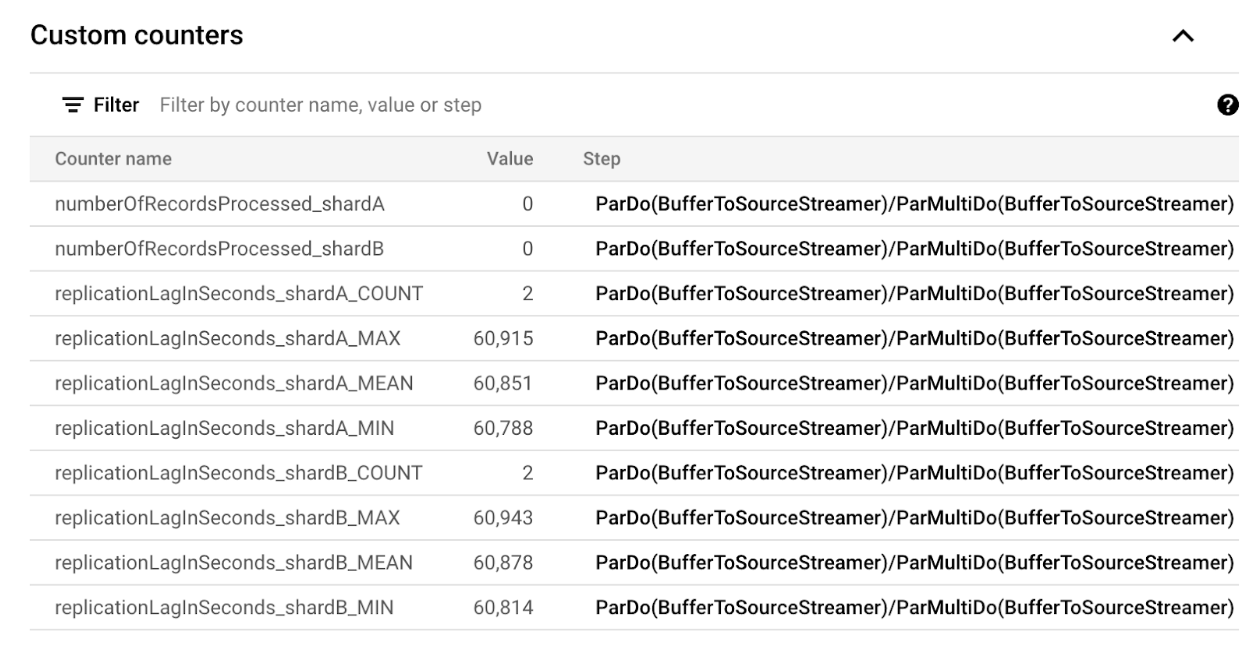 Custom counters
Filter Filter by counter name, value or step ?
Counter name Value Step
numberOfRecordsProcessed_shardA 0 ParDo(BufferToSourceStreamer)/ParMultiDo(BufferToSourceStreamer)
numberOfRecordsProcessed_shardB 0 ParDo(BufferToSourceStreamer)/ParMultiDo(BufferToSourceStreamer)
replicationLagInSeconds_shardA_COUNT 2 ParDo(BufferToSourceStreamer)/ParMultiDo(BufferToSourceStreamer)
replicationLagInSeconds_shardA_MAX 60,915 ParDo(BufferToSourceStreamer)/ParMultiDo(BufferToSourceStreamer)
replicationLagInSeconds_shardA_MEAN 60,851 ParDo(BufferToSourceStreamer)/ParMultiDo(BufferToSourceStreamer)
replicationLagInSeconds_shardA_MIN 60,788 ParDo(BufferToSourceStreamer)/ParMultiDo(BufferToSourceStreamer)
replicationLagInSeconds_shardB_COUNT 2 ParDo(BufferToSourceStreamer)/ParMultiDo(BufferToSourceStreamer)
replicationLagInSeconds_shardB_MAX 60,943 ParDo(BufferToSourceStreamer)/ParMultiDo(BufferToSourceStreamer)
replicationLagInSeconds_shardB_MEAN 60,878 ParDo(BufferToSourceStreamer)/ParMultiDo(BufferToSourceStreamer)
replicationLagInSeconds_shardB_MIN 60,814 ParDo(BufferToSourceStreamer)/ParMultiDo(BufferToSourceStreamer)